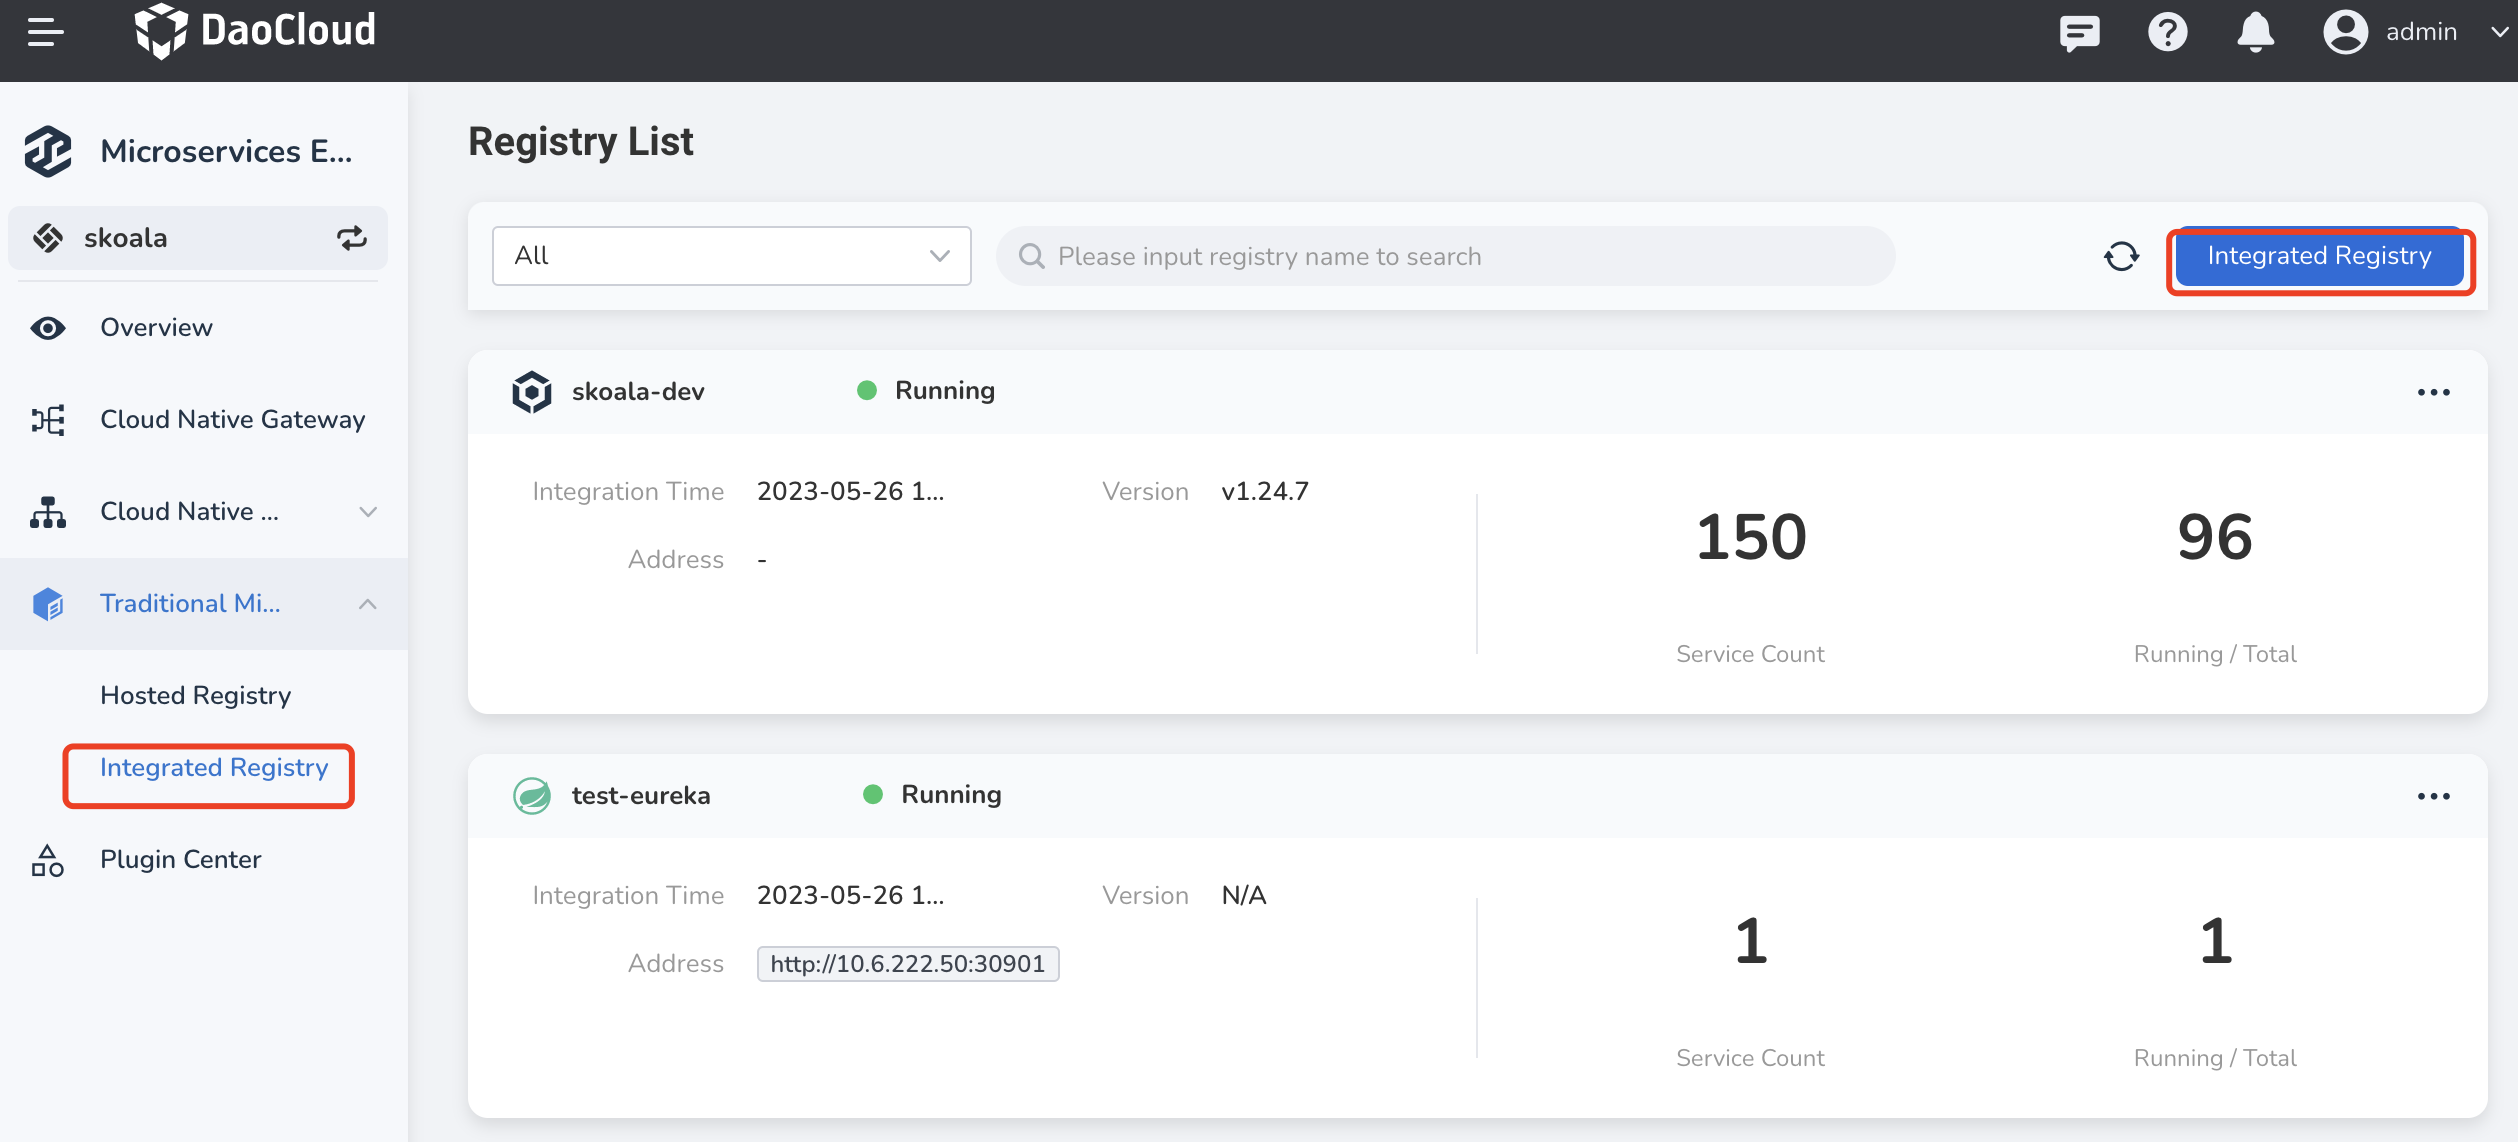 DaoCloud
admin
Microservices E...
skoala
Overview
Cloud Native Gateway
Cloud Native ...
Traditional Mi...
Hosted Registry
Integrated Registry
Plugin Center
Registry List
All
Please input registry name to search
Integrated Registry
skoala-dev
Running
Integration Time 2023-05-26 1...
Version v1.24.7
Address -
150
Service Count
96
Running / Total
test-eureka
Running
Integration Time 2023-05-26 1...
Version N/A
Address http://10.6.222.50:30901
1
Service Count
1
Running / Total